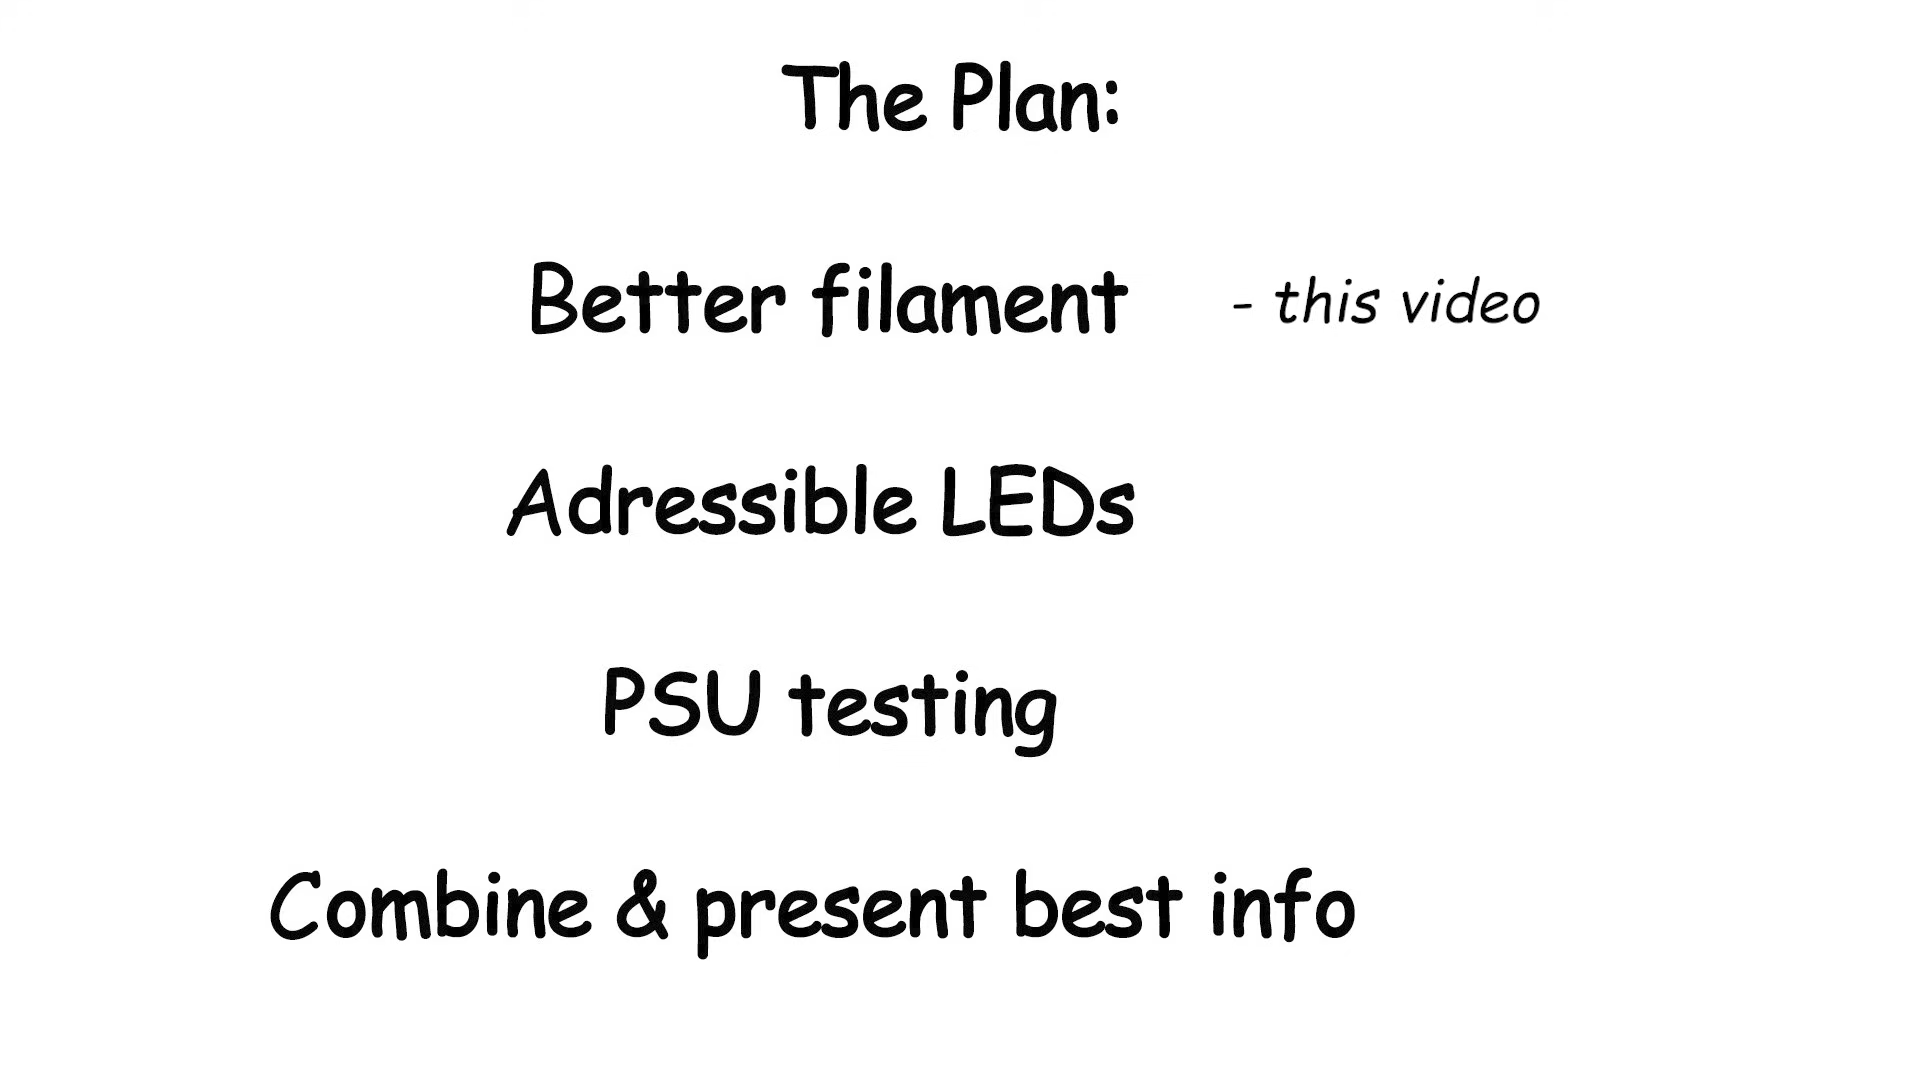 The Plan:
Better filament - this video
Adressible LEDs
PSU testing
Combine & present best info